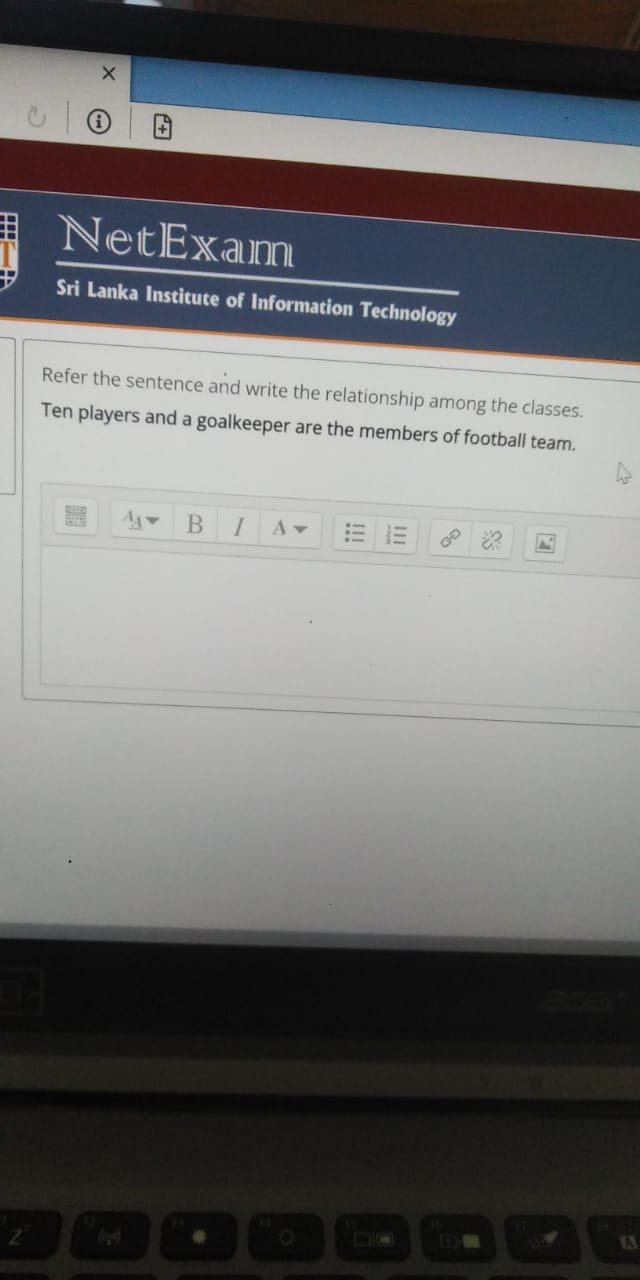 NetExam
Sri Lanka Institute of Information Technology
Refer the sentence and write the relationship among the classes.
Ten players and a goalkeeper are the members of football team.
B I A
acer
Z